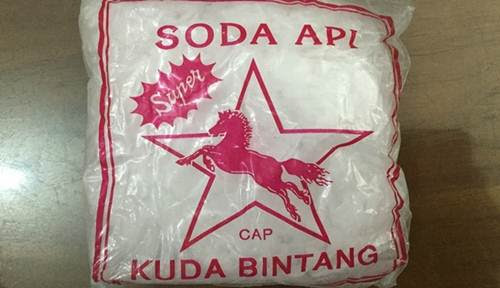 SODA API
Super
CAP
KUDA BINTANG